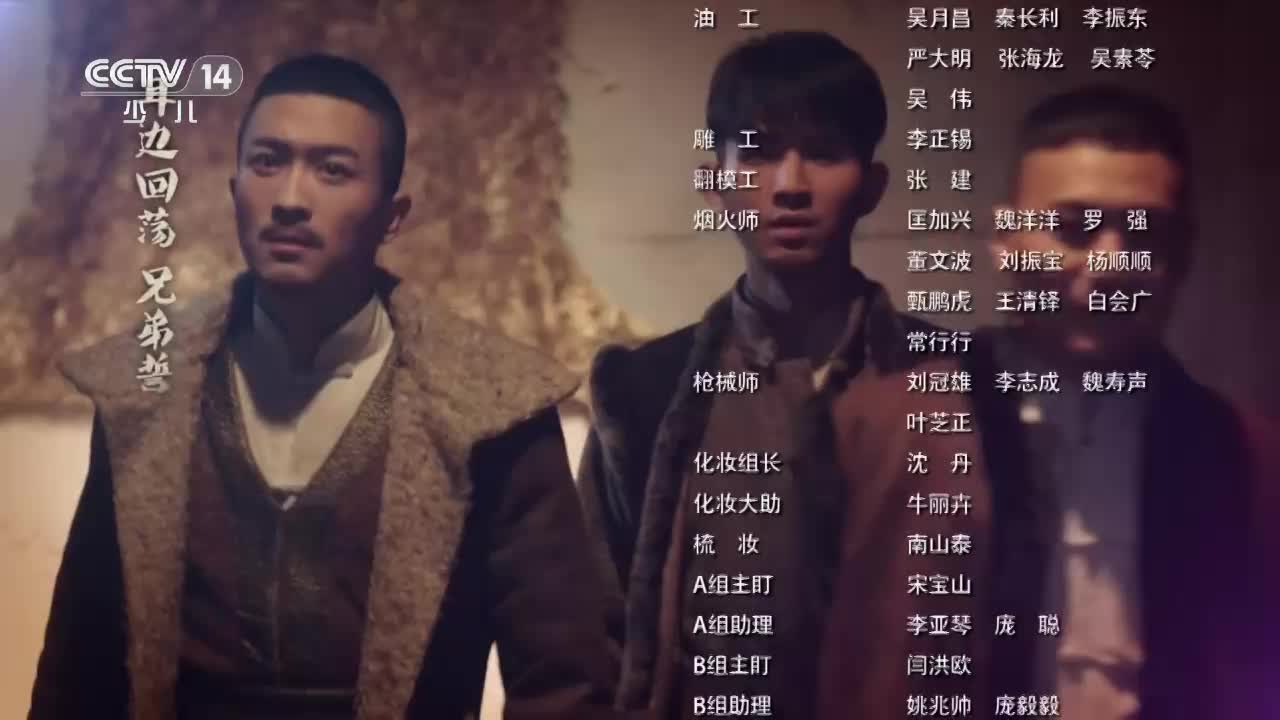 CCTV 14
少儿
耳边回荡 兄弟誓
油 工 吴月昌 秦长利 李振东
严大明 张海龙 吴素苓
吴 伟
雕 工 李正锡
翻模工 张 建
烟火师 匡加兴 魏洋洋 罗 强
董文波 刘振宝 杨顺顺
甄鹏虎 王清铎 白会广
常行行
枪械师 刘冠雄 李志成 魏寿声
叶芝正
化妆组长 沈 丹
化妆大助 牛丽卉
梳 妆 南山泰
A组主盯 宋宝山
A组助理 李亚琴 庞 聪
B组主盯 闫洪欧
B组助理 姚兆帅 庞毅毅